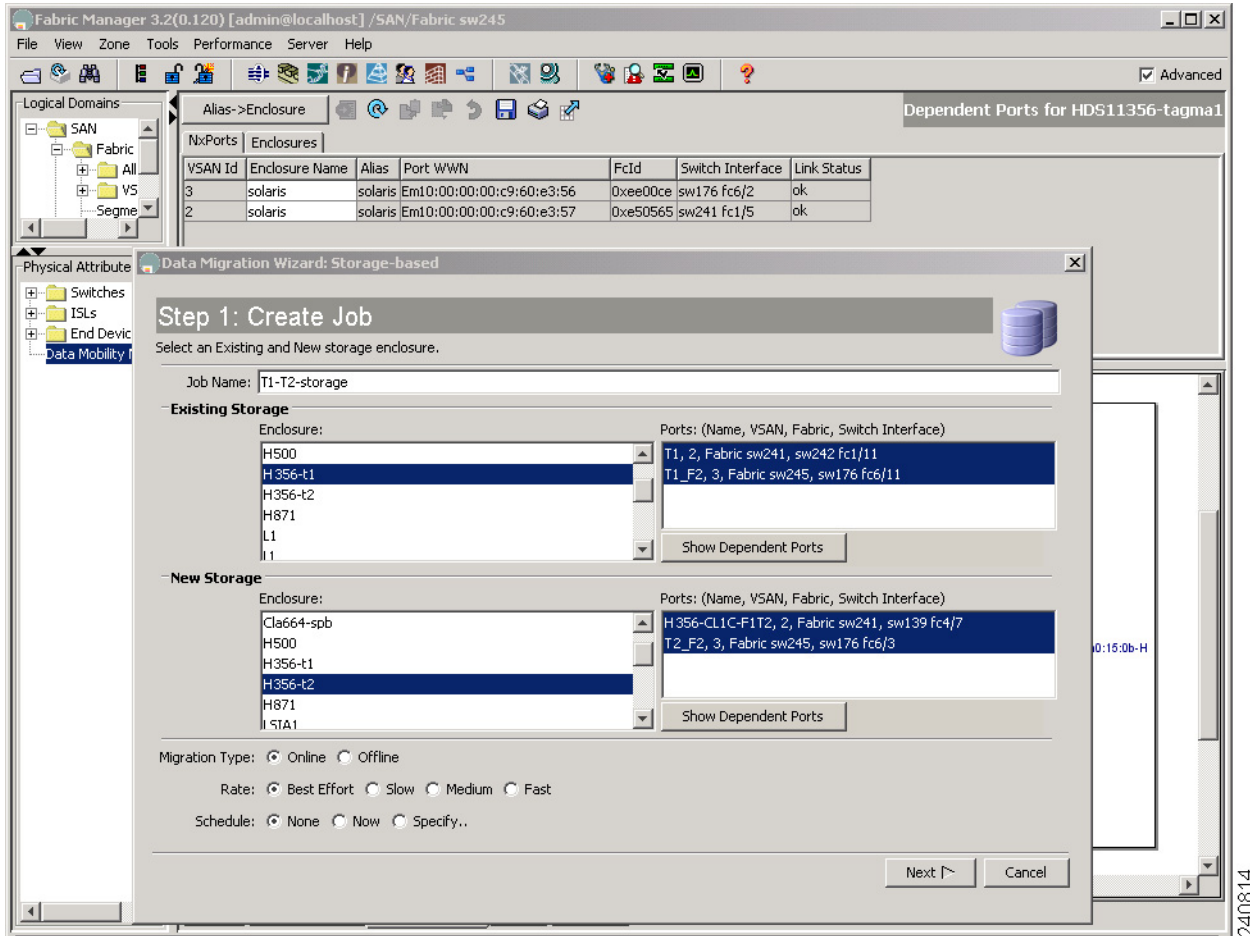 Fabric Manager 3.2(0.120) [admin@localhost] /SAN/Fabric sw245
File View Zone Tools Performance Server Help
Advanced
Logical Domains
SAN
Fabric
All
VS
Segme
Alias->Enclosure
Dependent Ports for HDS11356-tagma1
NxPorts Enclosures
VSAN Id Enclosure Name Alias Port WWN FcId Switch Interface Link Status
3 solaris solaris Em10:00:00:00:c9:60:e3:56 0xee00ce sw176 fc6/2 ok
2 solaris solaris Em10:00:00:00:c9:60:e3:57 0xe50565 sw241 fc1/5 ok
Physical Attribute
Switches
ISLs
End Devic
Data Mobility M
Data Migration Wizard: Storage-based
Step 1: Create Job
Select an Existing and New storage enclosure.
Job Name: T1-T2-storage
Existing Storage
Enclosure: Ports: (Name, VSAN, Fabric, Switch Interface)
H500
H356-t1
H356-t2
H871
L1
L1
T1, 2, Fabric sw241, sw242 fc1/11
T1_F2, 3, Fabric sw245, sw176 fc6/11
Show Dependent Ports
New Storage
Enclosure: Ports: (Name, VSAN, Fabric, Switch Interface)
Cla664-spb
H500
H356-t1
H356-t2
H871
LSIA1
H356-CL1C-F1T2, 2, Fabric sw241, sw139 fc4/7
T2_F2, 3, Fabric sw245, sw176 fc6/3
Show Dependent Ports
Migration Type: Online Offline
Rate: Best Effort Slow Medium Fast
Schedule: None Now Specify..
Next Cancel
0:15:0b-H
240814